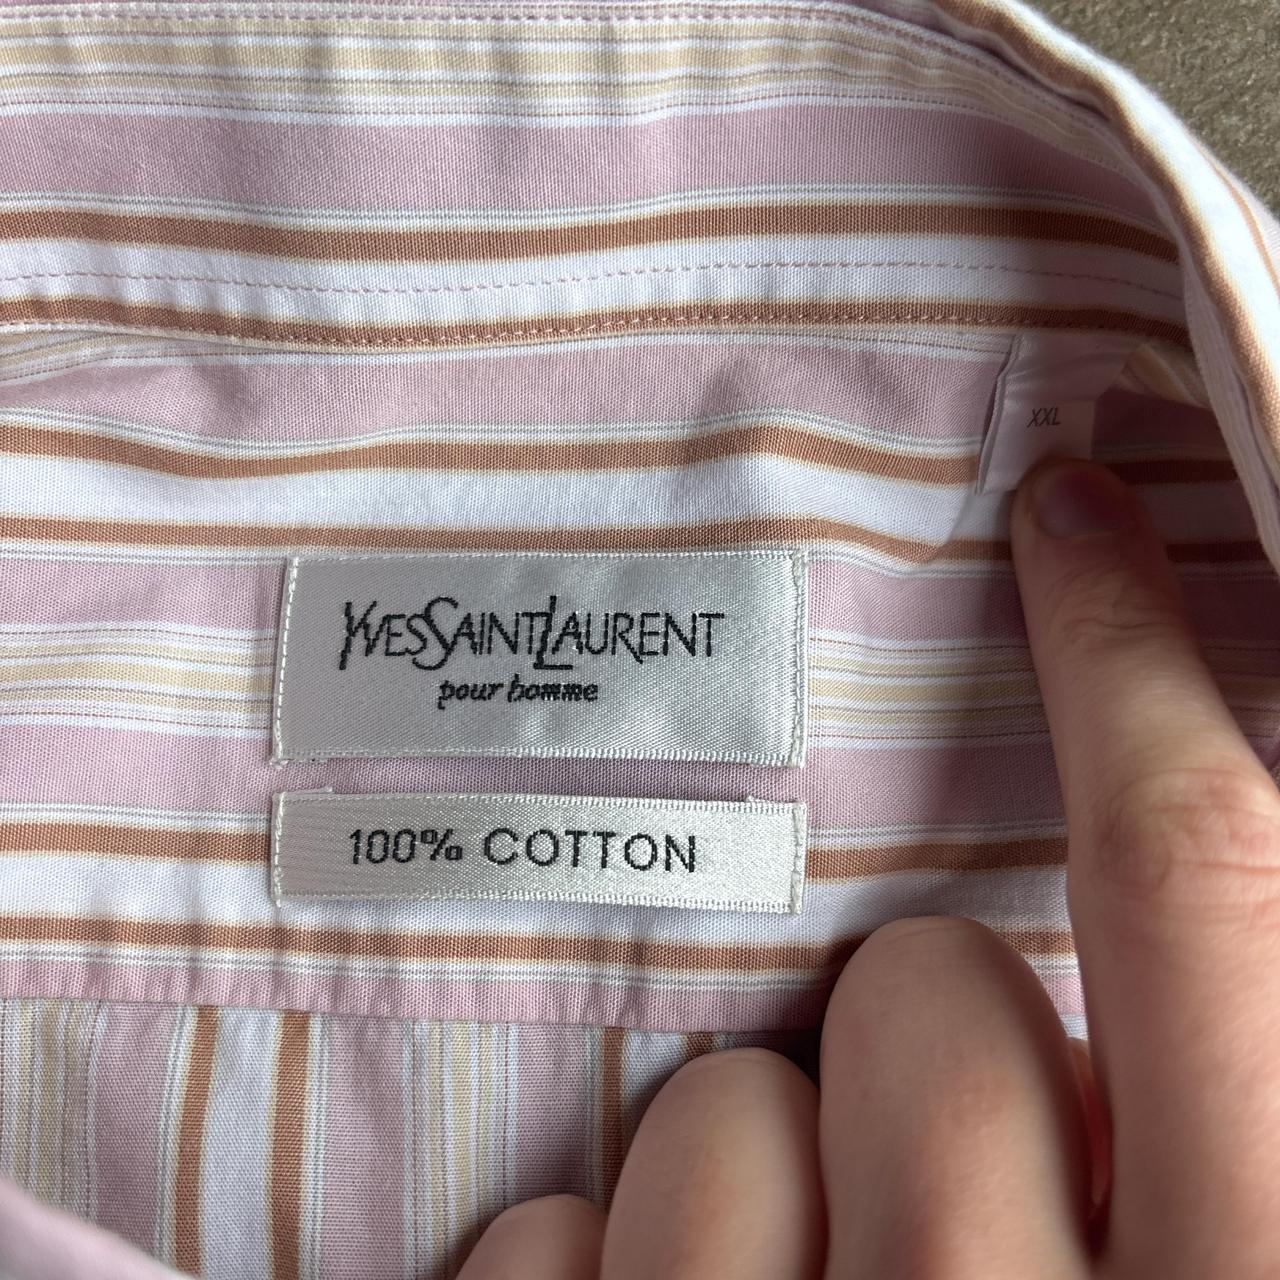 XXL
YVESSAINTLAURENT
pour homme
100% COTTON